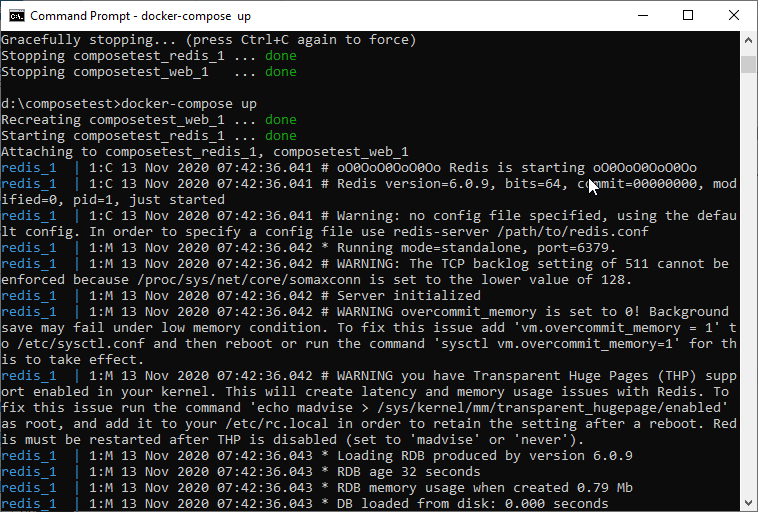 Command Prompt - docker-compose up
Gracefully stopping... (press Ctrl+C again to force)
Stopping composetest_redis_1 ... done
Stopping composetest_web_1   ... done
d:\composetest>docker-compose up
Recreating composetest_web_1 ... done
Starting composetest_redis_1 ... done
Attaching to composetest_redis_1, composetest_web_1
redis_1  | 1:C 13 Nov 2020 07:42:36.041 # oO0OoO0OoO0Oo Redis is starting oO0OoO0OoO0Oo
redis_1  | 1:C 13 Nov 2020 07:42:36.041 # Redis version=6.0.9, bits=64, commit=00000000, mod
ified=0, pid=1, just started
redis_1  | 1:C 13 Nov 2020 07:42:36.041 # Warning: no config file specified, using the defau
lt config. In order to specify a config file use redis-server /path/to/redis.conf
redis_1  | 1:M 13 Nov 2020 07:42:36.042 * Running mode=standalone, port=6379.
redis_1  | 1:M 13 Nov 2020 07:42:36.042 # WARNING: The TCP backlog setting of 511 cannot be
enforced because /proc/sys/net/core/somaxconn is set to the lower value of 128.
redis_1  | 1:M 13 Nov 2020 07:42:36.042 # Server initialized
redis_1  | 1:M 13 Nov 2020 07:42:36.042 # WARNING overcommit_memory is set to 0! Background
save may fail under low memory condition. To fix this issue add 'vm.overcommit_memory = 1' t
o /etc/sysctl.conf and then reboot or run the command 'sysctl vm.overcommit_memory=1' for th
is to take effect.
redis_1  | 1:M 13 Nov 2020 07:42:36.042 # WARNING you have Transparent Huge Pages (THP) supp
ort enabled in your kernel. This will create latency and memory usage issues with Redis. To
fix this issue run the command 'echo madvise > /sys/kernel/mm/transparent_hugepage/enabled'
as root, and add it to your /etc/rc.local in order to retain the setting after a reboot. Red
is must be restarted after THP is disabled (set to 'madvise' or 'never').
redis_1  | 1:M 13 Nov 2020 07:42:36.043 * Loading RDB produced by version 6.0.9
redis_1  | 1:M 13 Nov 2020 07:42:36.043 * RDB age 32 seconds
redis_1  | 1:M 13 Nov 2020 07:42:36.043 * RDB memory usage when created 0.79 Mb
redis_1  | 1:M 13 Nov 2020 07:42:36.043 * DB loaded from disk: 0.000 seconds